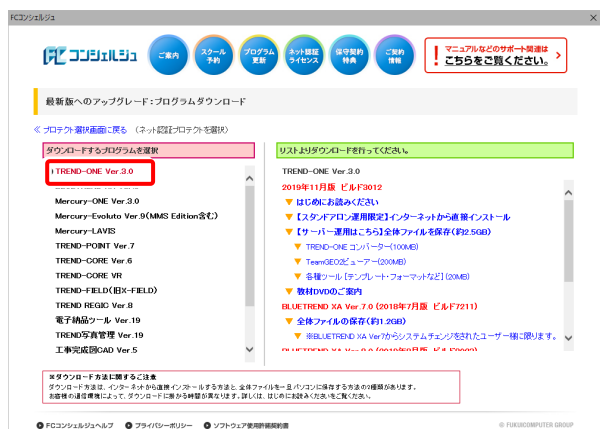 FCコンシェルジュ
FC コンシェルジュ
ご案内
スクール
予約
プログラム
更新
ネット認証
ライセンス
保守契約
特典
ご契約
情報
マニュアルなどのサポート関連は
こちらをご覧ください。
最新版へのアップグレード：プログラムダウンロード
≪ プロテクト選択画面に戻る （ネット認証プロテクトを選択）
ダウンロードするプログラムを選択
TREND-ONE Ver.3.0
Mercury-ONE Ver.3.0
Mercury-Evoluto Ver.9(MMS Edition含む)
Mercury-LAVIS
TREND-POINT Ver.7
TREND-CORE Ver.6
TREND-CORE VR
TREND-FIELD(旧X-FIELD)
TREND REGIC Ver.8
電子納品ツール Ver.19
TREND写真管理 Ver.19
工事完成図CAD Ver.5
リストよりダウンロードを行ってください。
TREND-ONE Ver.3.0
2019年11月版 ビルド3012
▼ はじめにお読みください
▼ 【スタンドアロン運用限定】インターネットから直接インストール
▼ 【サーバー運用はこちら】全体ファイルを保存(約2.5GB)
▼ TREND-ONE コンバーター(100MB)
▼ TeamGEO2ビューアー(200MB)
▼ 各種ツール [テンプレート・フォーマットなど] (20MB)
▼ 教材DVDのご案内
BLUETREND XA Ver.7.0 (2018年7月版 ビルド7211)
▼ 全体ファイルの保存(約1.2GB)
▼ ※BLUETREND XA Ver7からシステムチェンジをされたユーザー様に限ります。
※ダウンロード方法に関するご注意
ダウンロード方法は、インターネットから直接インストールする方法と、全体ファイルを一旦パソコンに保存する方法の2種類があります。
お客様の通信環境によって、ダウンロードに掛かる時間が異なります。詳しくは、はじめにお読みくださいをご覧ください。
FCコンシェルジュヘルプ プライバシーポリシー ソフトウェア使用許諾契約書
© FUKUICOMPUTER GROUP